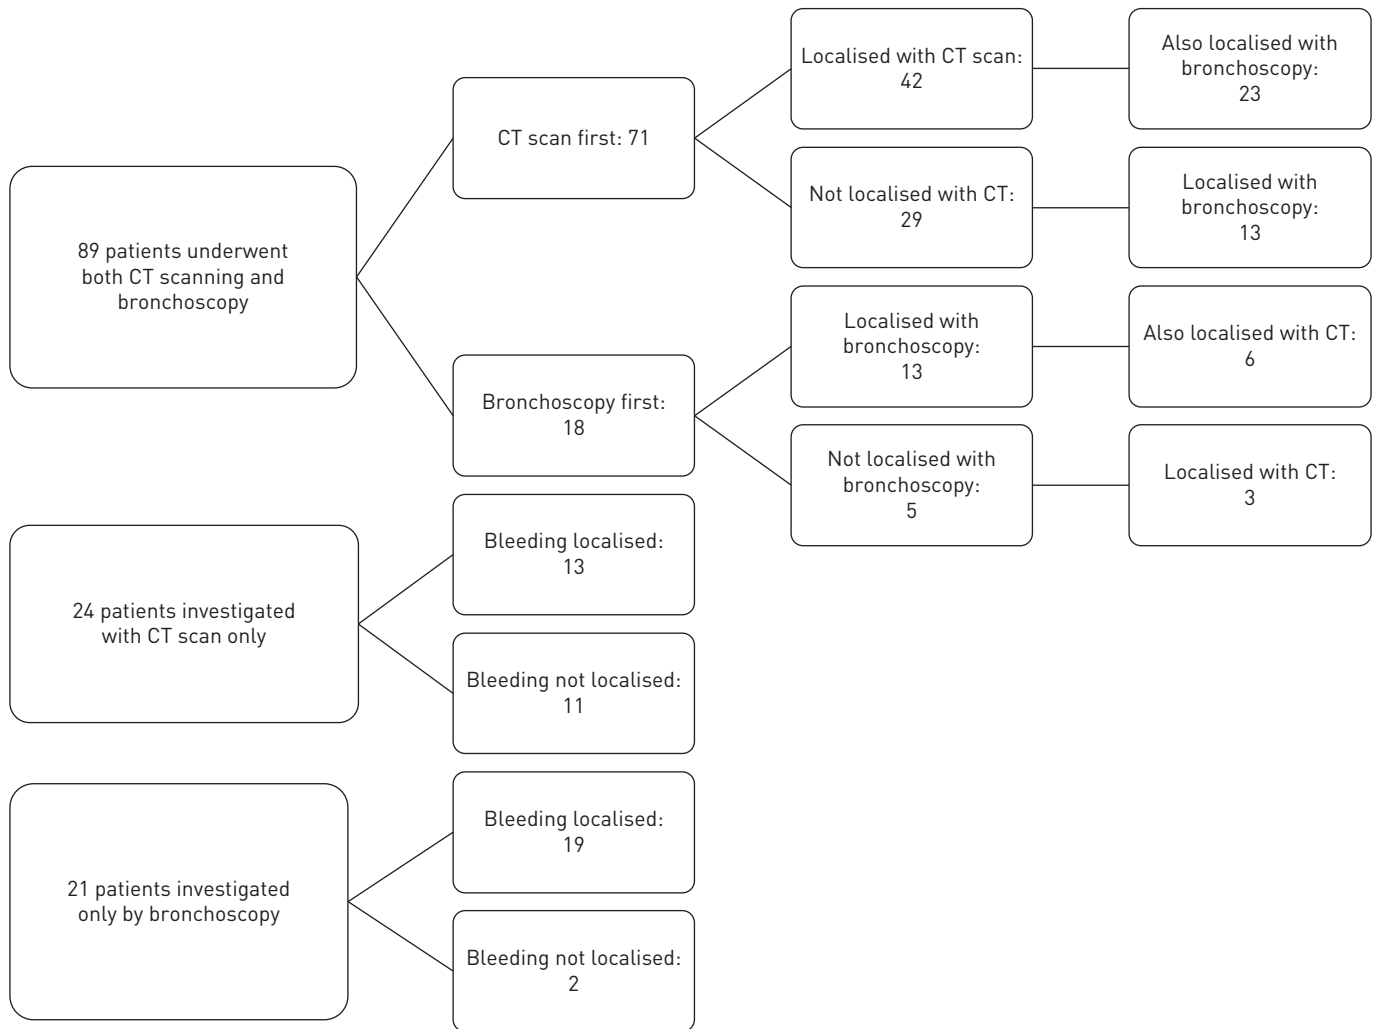 89 patients underwent
both CT scanning and
bronchoscopy
CT scan first: 71
Localised with CT scan:
42
Also localised with
bronchoscopy:
23
Not localised with CT:
29
Localised with
bronchoscopy:
13
Bronchoscopy first:
18
Localised with
bronchoscopy:
13
Also localised with CT:
6
Not localised with
bronchoscopy:
5
Localised with CT:
3
24 patients investigated
with CT scan only
Bleeding localised:
13
Bleeding not localised:
11
21 patients investigated
only by bronchoscopy
Bleeding localised:
19
Bleeding not localised:
2